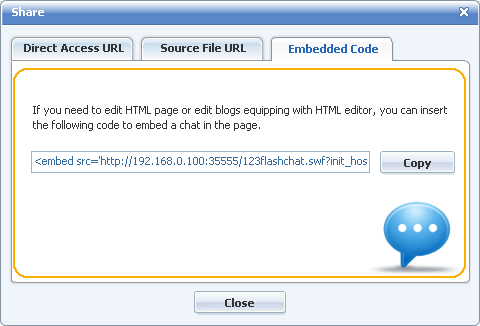 Share
Direct Access URL
Source File URL
Embedded Code
If you need to edit HTML page or edit blogs equipping with HTML editor, you can insert
the following code to embed a chat in the page.
<embed src='http://192.168.0.100:35555/123flashchat.swf?init_hos
Copy
Close